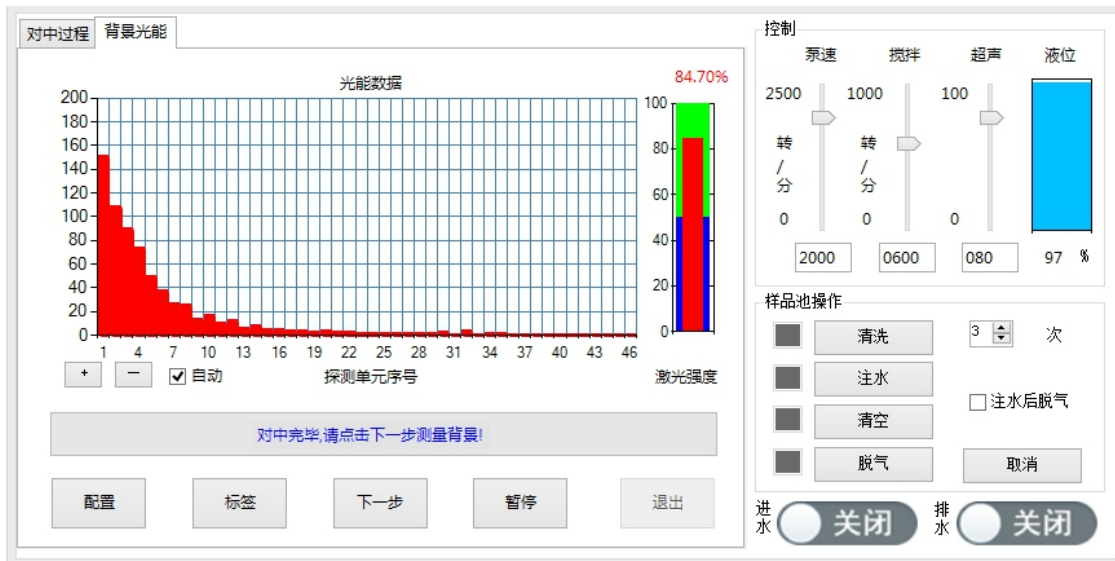 对中过程 背景光能
光能数据
84.70%
200
180
160
140
120
100
80
60
40
20
0
1 4 7 10 13 16 19 22 25 28 31 34 37 40 43 46
100
80
60
40
20
0
+ — 自动 探测单元序号 激光强度
对中完毕,请点击下一步测量背景!
配置 标签 下一步 暂停 退出
控制
泵速 搅拌 超声 液位
2500 1000 100
转 转
/ /
分 分
0 0 0
2000 0600 080 97 %
样品池操作
清洗 3 次
注水
注水后脱气
清空
脱气 取消
进水 关闭 排水 关闭